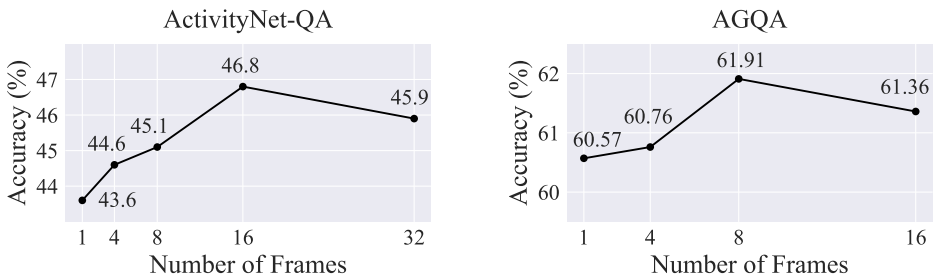 ActivityNet-QA
Accuracy (%)
47
46
45
44
43.6
44.6
45.1
46.8
45.9
1 4 8 16 32
Number of Frames
AGQA
Accuracy (%)
62
61
60
60.57
60.76
61.91
61.36
1 4 8 16
Number of Frames